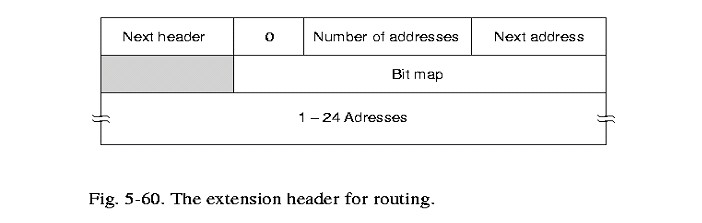 Next header 0 Number of addresses Next address
Bit map
1 – 24 Adresses
Fig. 5-60. The extension header for routing.